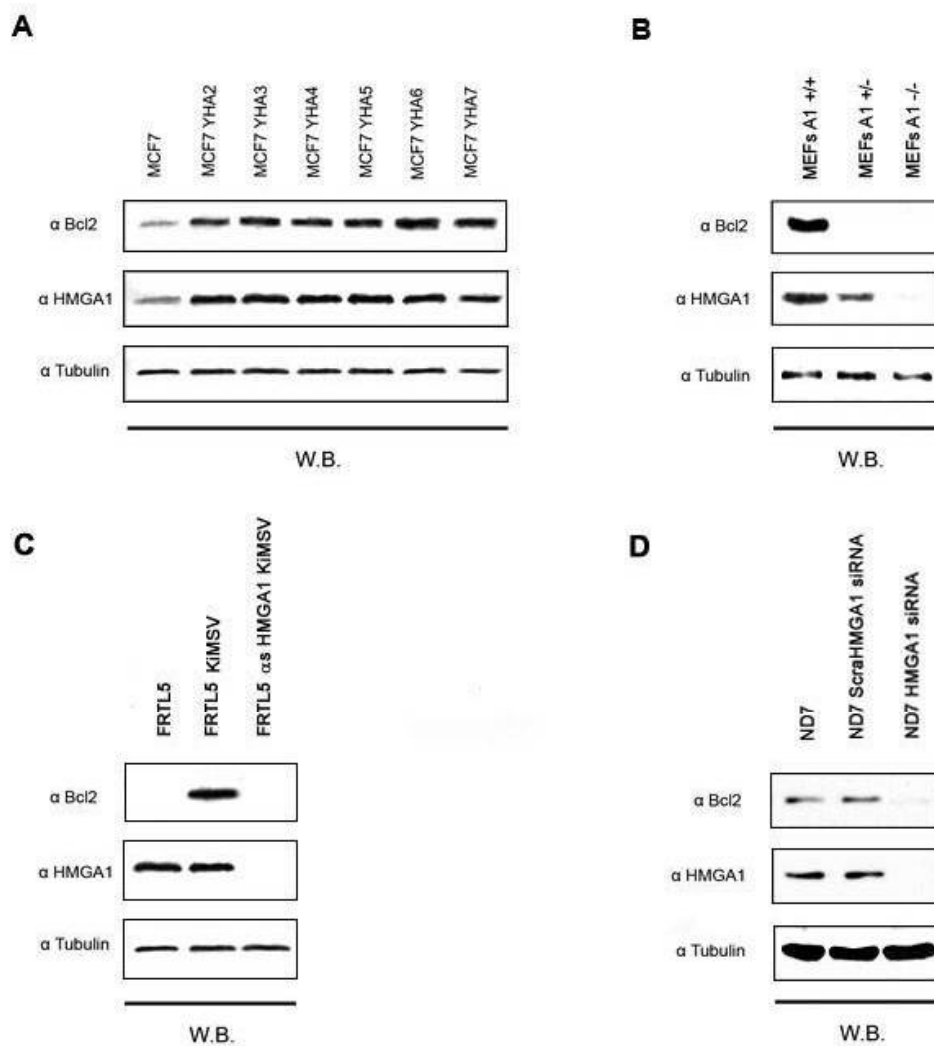 A
MCF7
MCF7 YHA2
MCF7 YHA3
MCF7 YHA4
MCF7 YHA5
MCF7 YHA6
MCF7 YHA7
α Bcl2
α HMGA1
α Tubulin
W.B.
B
MEFs A1 +/+
MEFs A1 +/-
MEFs A1 -/-
α Bcl2
α HMGA1
α Tubulin
W.B.
C
FRTL5
FRTL5 KiMSV
FRTL5 αs HMGA1 KiMSV
α Bcl2
α HMGA1
α Tubulin
W.B.
D
ND7
ND7 ScraHMGA1 siRNA
ND7 HMGA1 siRNA
α Bcl2
α HMGA1
α Tubulin
W.B.